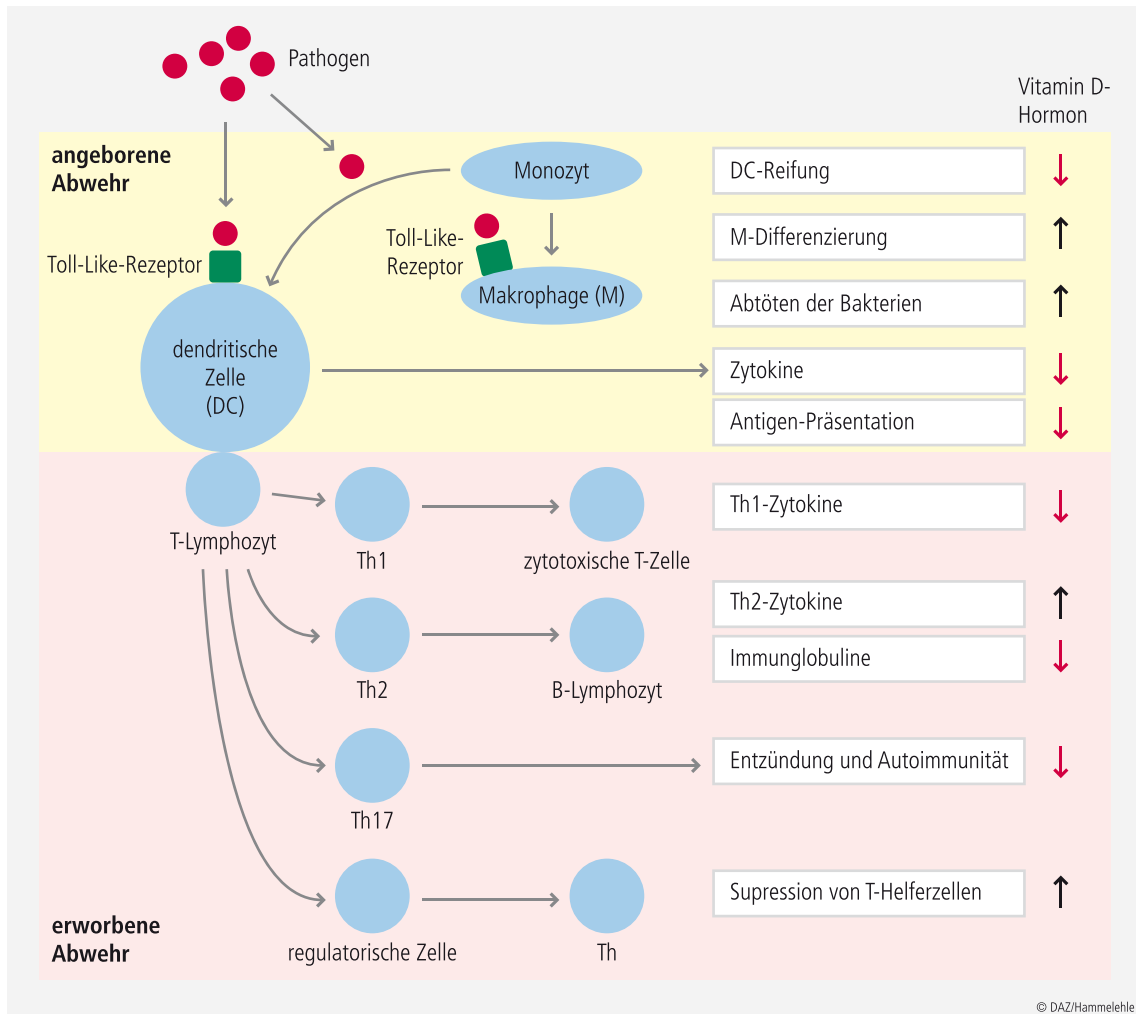 Pathogen
Vitamin D-
Hormon
angeborene
Abwehr
Monozyt
DC-Reifung
Toll-Like-
Rezeptor
M-Differenzierung
Toll-Like-Rezeptor
Makrophage (M)
Abtöten der Bakterien
dendritische
Zelle
(DC)
Zytokine
Antigen-Präsentation
T-Lymphozyt
Th1
zytotoxische T-Zelle
Th1-Zytokine
Th2
B-Lymphozyt
Th2-Zytokine
Immunglobuline
Th17
Entzündung und Autoimmunität
erworbene
Abwehr
regulatorische Zelle
Th
Supression von T-Helferzellen
© DAZ/Hammelehle